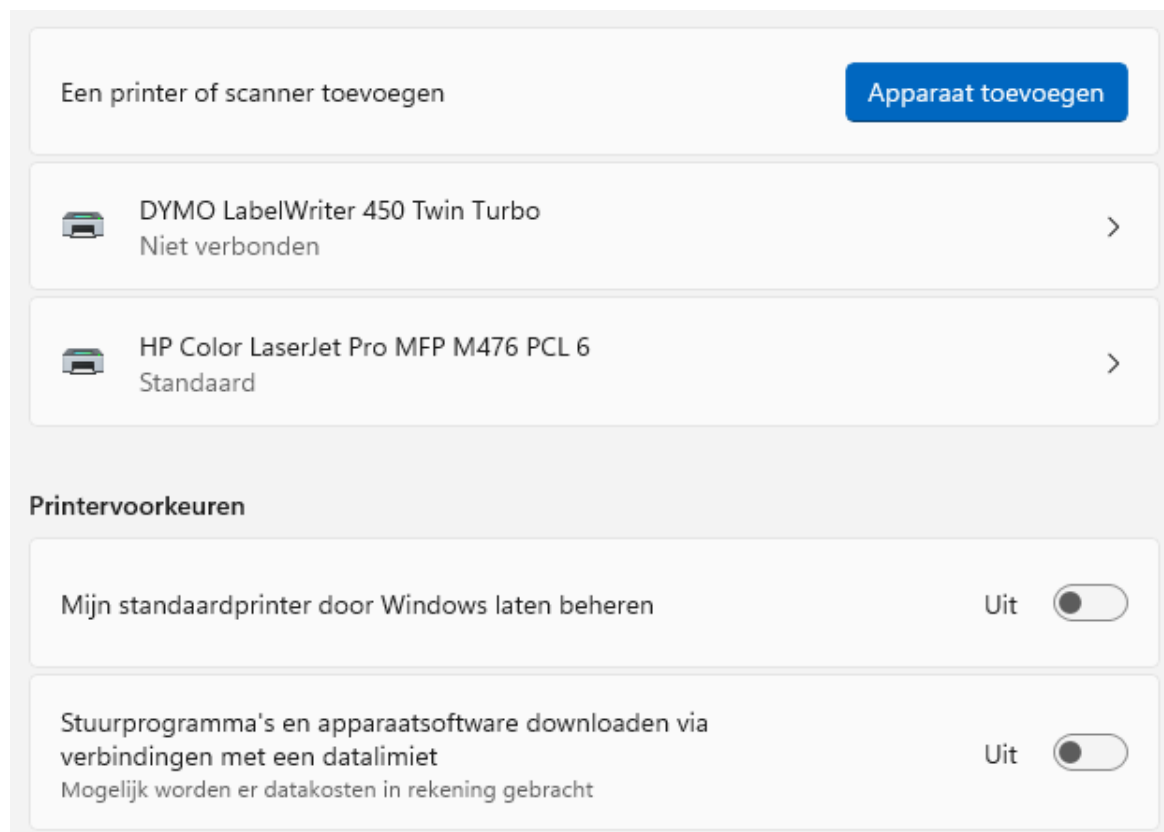 Een printer of scanner toevoegen
Apparaat toevoegen
DYMO LabelWriter 450 Twin Turbo
Niet verbonden
HP Color LaserJet Pro MFP M476 PCL 6
Standaard
Printervoorkeuren
Mijn standaardprinter door Windows laten beheren
Uit
Stuurprogramma's en apparaatsoftware downloaden via
verbindingen met een datalimiet
Mogelijk worden er datakosten in rekening gebracht
Uit